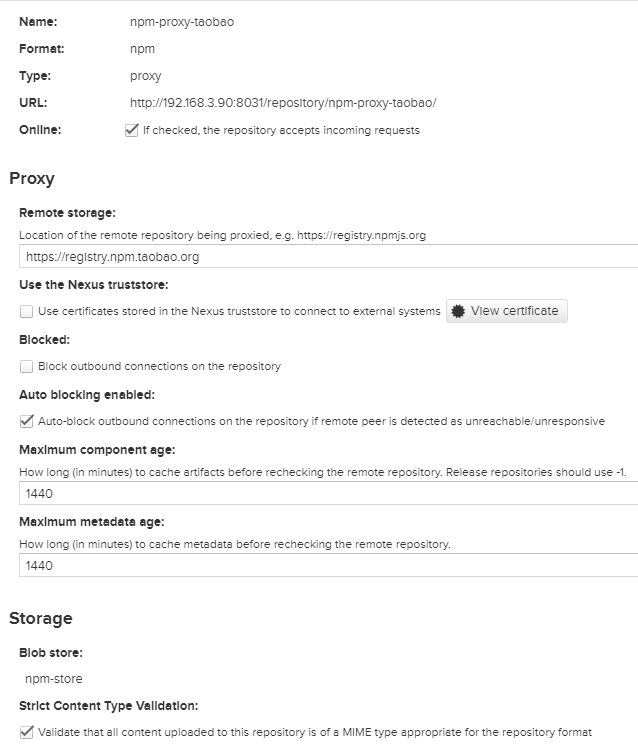 Name: npm-proxy-taobao
Format: npm
Type: proxy
URL: http://192.168.3.90:8031/repository/npm-proxy-taobao/
Online: If checked, the repository accepts incoming requests
Proxy
Remote storage:
Location of the remote repository being proxied, e.g. https://registry.npmjs.org
https://registry.npm.taobao.org
Use the Nexus truststore:
Use certificates stored in the Nexus truststore to connect to external systems View certificate
Blocked:
Block outbound connections on the repository
Auto blocking enabled:
Auto-block outbound connections on the repository if remote peer is detected as unreachable/unresponsive
Maximum component age:
How long (in minutes) to cache artifacts before rechecking the remote repository. Release repositories should use -1.
1440
Maximum metadata age:
How long (in minutes) to cache metadata before rechecking the remote repository.
1440
Storage
Blob store:
npm-store
Strict Content Type Validation:
Validate that all content uploaded to this repository is of a MIME type appropriate for the repository format